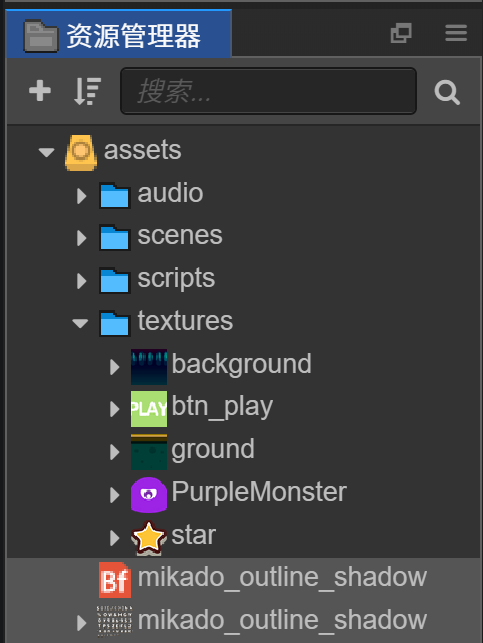 资源管理器
搜索...
assets
audio
scenes
scripts
textures
background
PLAY btn_play
ground
PurpleMonster
star
Bf mikado_outline_shadow
mikado_outline_shadow